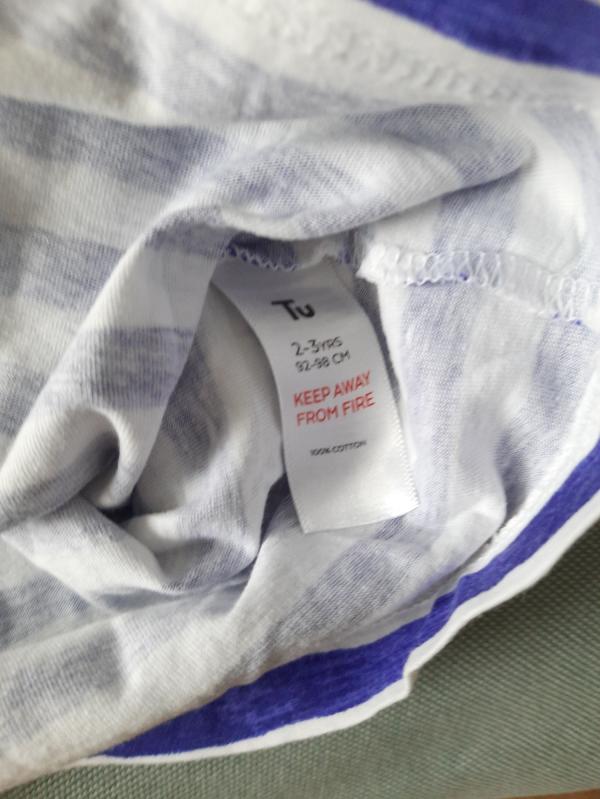 Tu
2-3YRS
92-98 CM
KEEP AWAY
FROM FIRE
100% COTTON